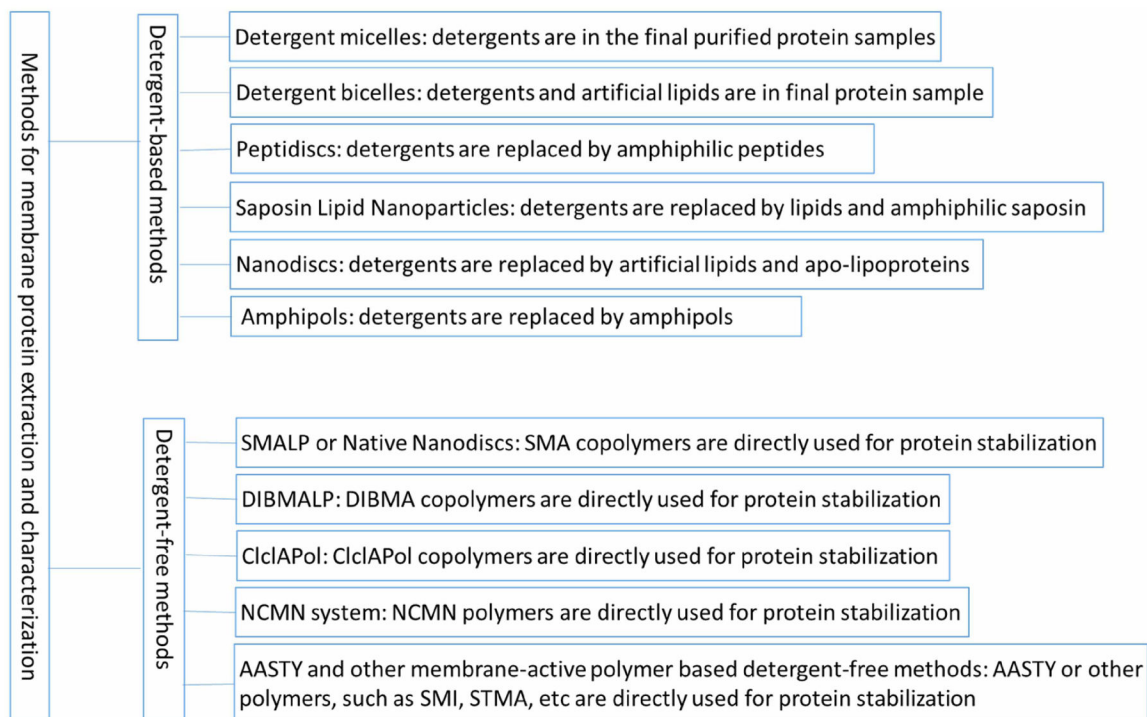 Methods for membrane protein extraction and characterization
Detergent-based methods
Detergent micelles: detergents are in the final purified protein samples
Detergent bicelles: detergents and artificial lipids are in final protein sample
Peptidiscs: detergents are replaced by amphiphilic peptides
Saposin Lipid Nanoparticles: detergents are replaced by lipids and amphiphilic saposin
Nanodiscs: detergents are replaced by artificial lipids and apo-lipoproteins
Amphipols: detergents are replaced by amphipols
Detergent-free methods
SMALP or Native Nanodiscs: SMA copolymers are directly used for protein stabilization
DIBMALP: DIBMA copolymers are directly used for protein stabilization
ClclAPol: ClclAPol copolymers are directly used for protein stabilization
NCMN system: NCMN polymers are directly used for protein stabilization
AASTY and other membrane-active polymer based detergent-free methods: AASTY or other
polymers, such as SMI, STMA, etc are directly used for protein stabilization